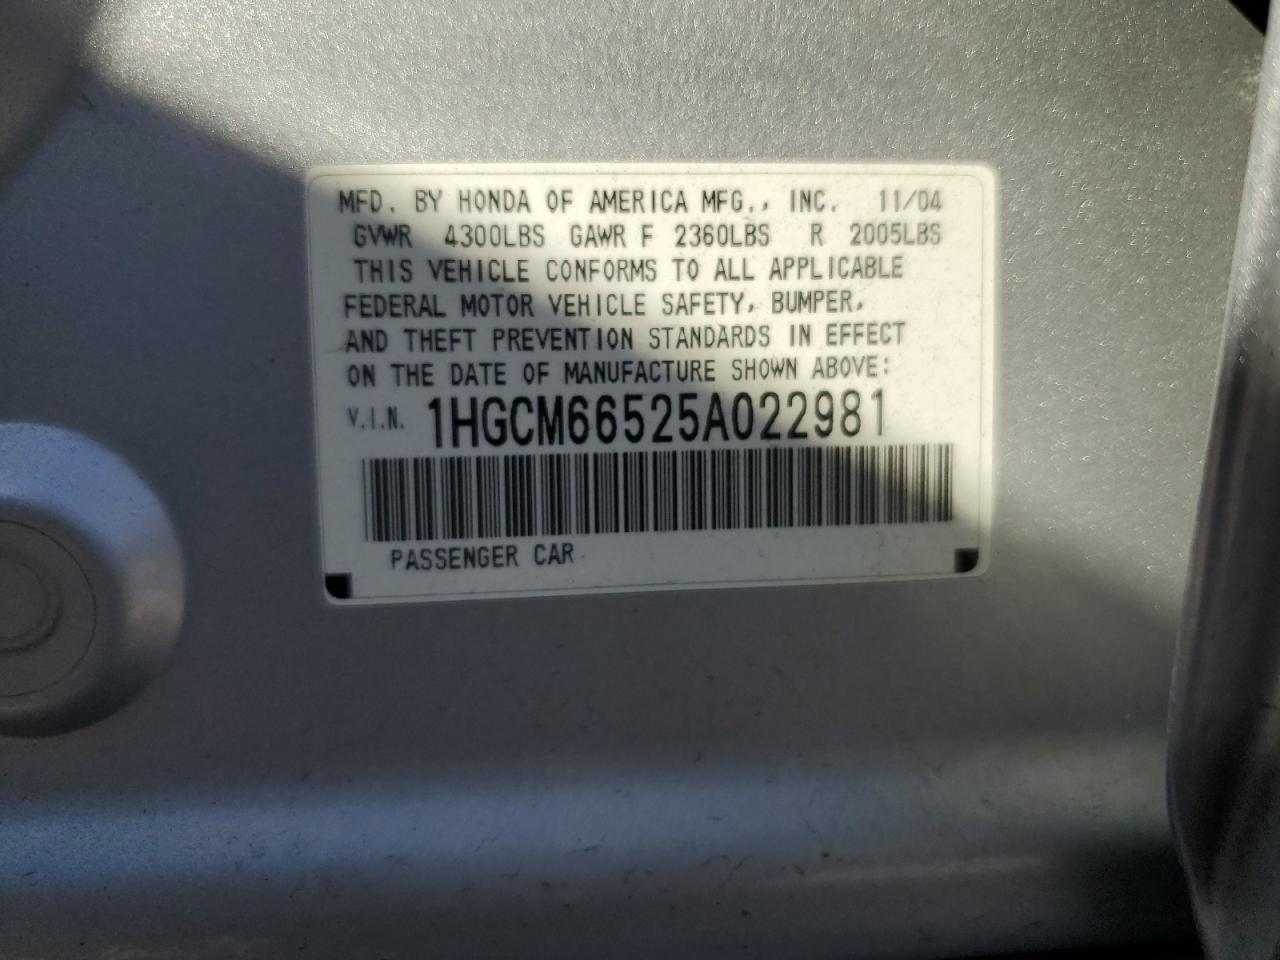 MFD. BY HONDA OF AMERICA MFG., INC. 11/04
GVWR 4300LBS GAWR F 2360LBS R 2005LBS
THIS VEHICLE CONFORMS TO ALL APPLICABLE
FEDERAL MOTOR VEHICLE SAFETY, BUMPER,
AND THEFT PREVENTION STANDARDS IN EFFECT
ON THE DATE OF MANUFACTURE SHOWN ABOVE:
V.I.N. 1HGCM66525A022981
PASSENGER CAR